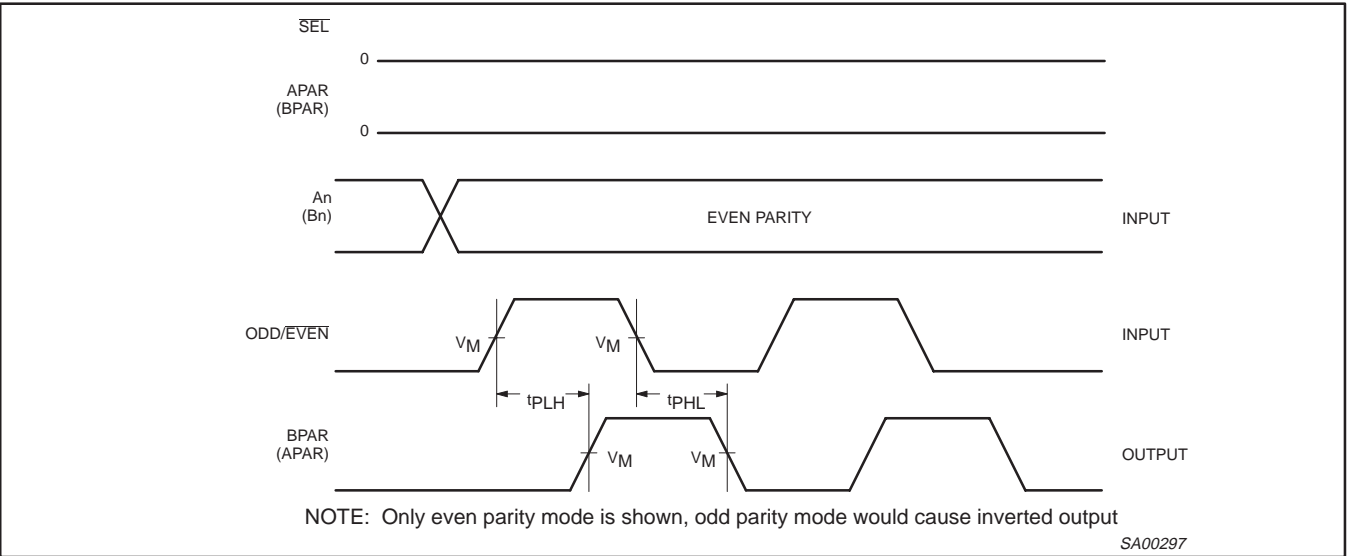 SEL
0
APAR
(BPAR)
0
An
(Bn)
EVEN PARITY
INPUT
ODD/EVEN
VM
VM
INPUT
tPLH
tPHL
BPAR
(APAR)
VM
VM
OUTPUT
NOTE: Only even parity mode is shown, odd parity mode would cause inverted output
SA00297